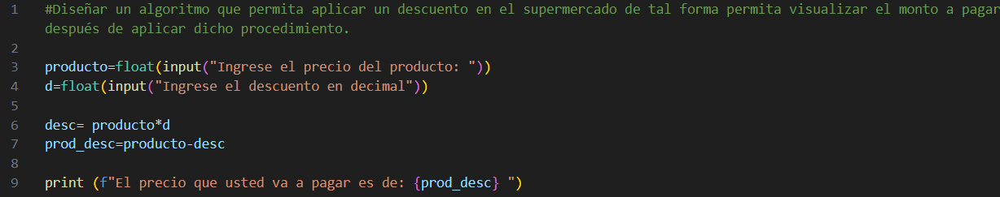 1 #Diseñar un algoritmo que permita aplicar un descuento en el supermercado de tal forma permita visualizar el monto a pagar
después de aplicar dicho procedimiento.
2
3 producto=float(input("Ingrese el precio del producto: "))
4 d=float(input("Ingrese el descuento en decimal"))
5
6 desc= producto*d
7 prod_desc=producto-desc
8
9 print (f"El precio que usted va a pagar es de: {prod_desc} ")